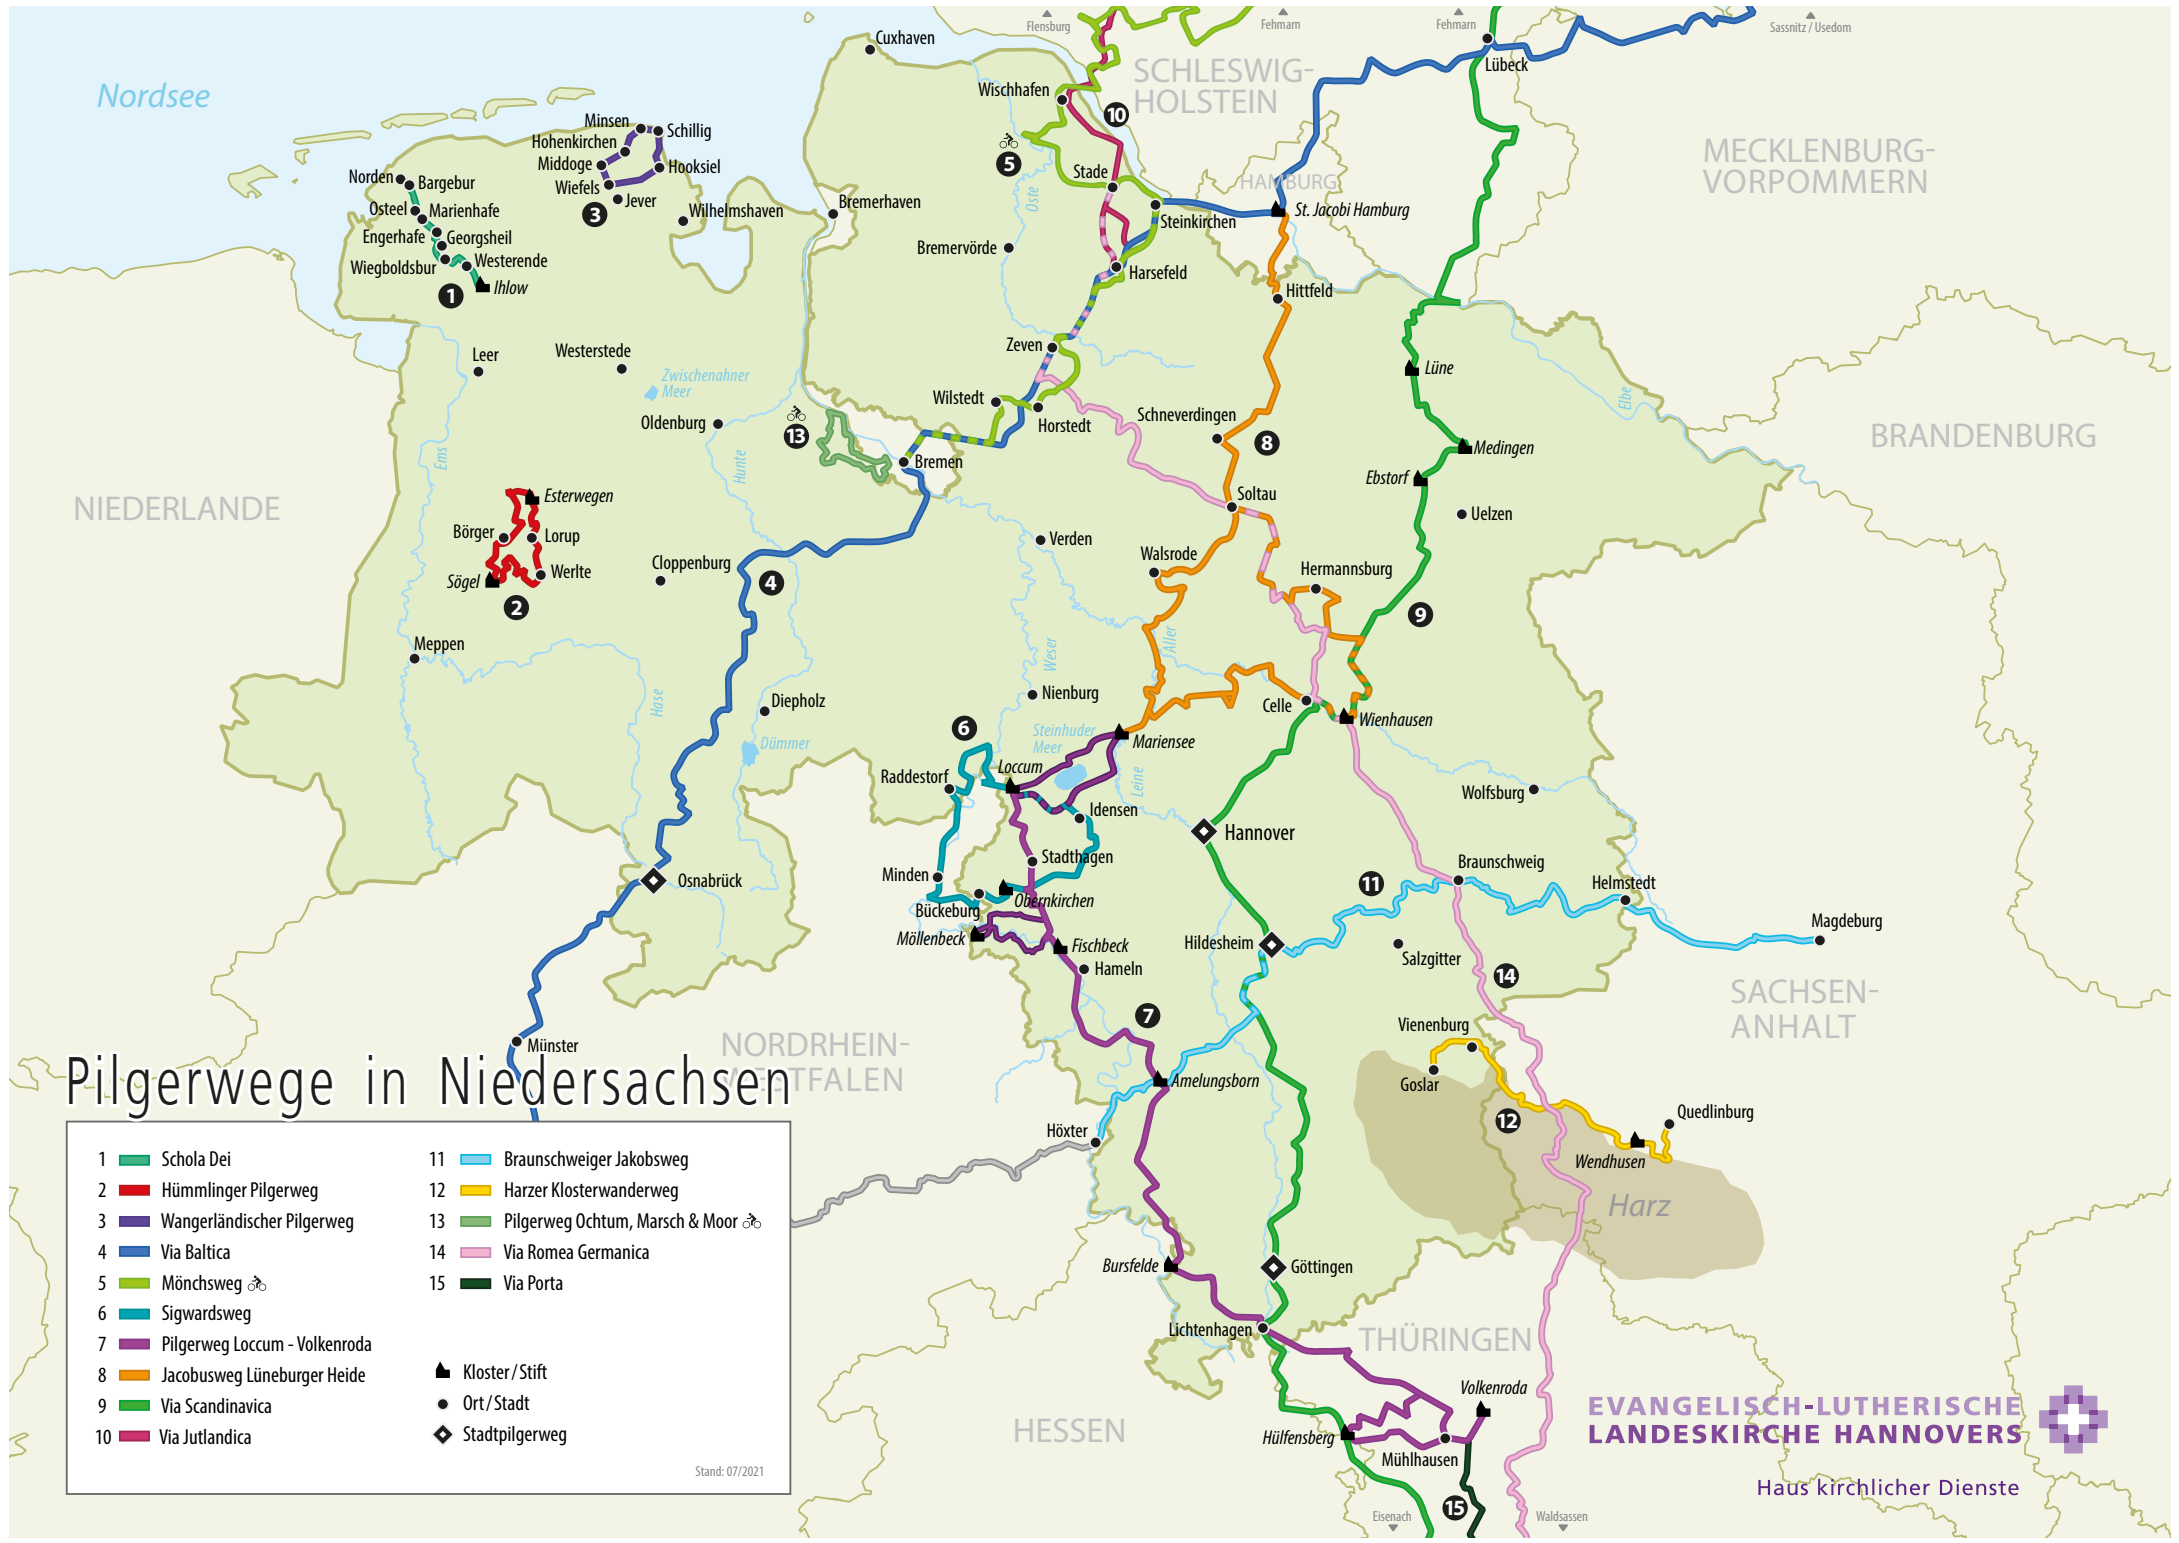 Flensburg
Fehmarn
Fehmarn
Sassnitz / Usedom
Cuxhaven
Lübeck
SCHLESWIG-
HOLSTEIN
Nordsee
Wischhafen
10
Minsen
Schillig
Hohenkirchen
5
Middoge
Hooksiel
MECKLENBURG-
VORPOMMERN
Norden
Bargebur
Wiefels
Jever
3
Stade
HAMBURG
Oste
Osteel
Marienhafe
Wilhelmshaven
Bremerhaven
Steinkirchen
St. Jacobi Hamburg
Engerhafe
Georgsheil
Bremervörde
Wiegboldsbur
Westerende
Harsefeld
1
Ihlow
Hittfeld
Leer
Westerstede
Zeven
Zwischenahner
Meer
Lüne
Elbe
Wilstedt
Horstedt
Schneverdingen
Oldenburg
13
8
BRANDENBURG
Ems
Hunte
Bremen
Medingen
Ebstorf
NIEDERLANDE
Esterwegen
Soltau
Uelzen
Börger
Lorup
Verden
Walsrode
Cloppenburg
Hermannsburg
Sögel
Werlte
4
2
9
Meppen
Weser
Aller
Hase
Diepholz
Nienburg
Celle
Wienhausen
6
Steinhuder
Meer
Mariensee
Dümmer
Loccum
Leine
Raddestorf
Idensen
Wolfsburg
Hannover
Stadthagen
Braunschweig
Minden
Osnabrück
11
Helmstedt
Bückeburg
Obernkirchen
Magdeburg
Möllenbeck
Fischbeck
Hildesheim
Salzgitter
Hameln
14
SACHSEN-
ANHALT
7
Vienenburg
Münster
NORDRHEIN-
WESTFALEN
Amelungsborn
Goslar
12
Quedlinburg
Höxter
Wendhusen
Harz
Bursfelde
Göttingen
Lichtenhagen
THÜRINGEN
Volkenroda
HESSEN
Hülfensberg
Mühlhausen
15
Eisenach
Waldsassen
Pilgerwege in Niedersachsen
1 Schola Dei
2 Hümmlinger Pilgerweg
3 Wangerländischer Pilgerweg
4 Via Baltica
5 Mönchsweg
6 Sigwardsweg
7 Pilgerweg Loccum - Volkenroda
8 Jacobusweg Lüneburger Heide
9 Via Scandinavica
10 Via Jutlandica
11 Braunschweiger Jakobsweg
12 Harzer Klosterwanderweg
13 Pilgerweg Ochtum, Marsch & Moor
14 Via Romea Germanica
15 Via Porta
Kloster / Stift
Ort / Stadt
Stadtpilgerweg
Stand: 07/2021
EVANGELISCH-LUTHERISCHE
LANDESKIRCHE HANNOVERS
Haus kirchlicher Dienste